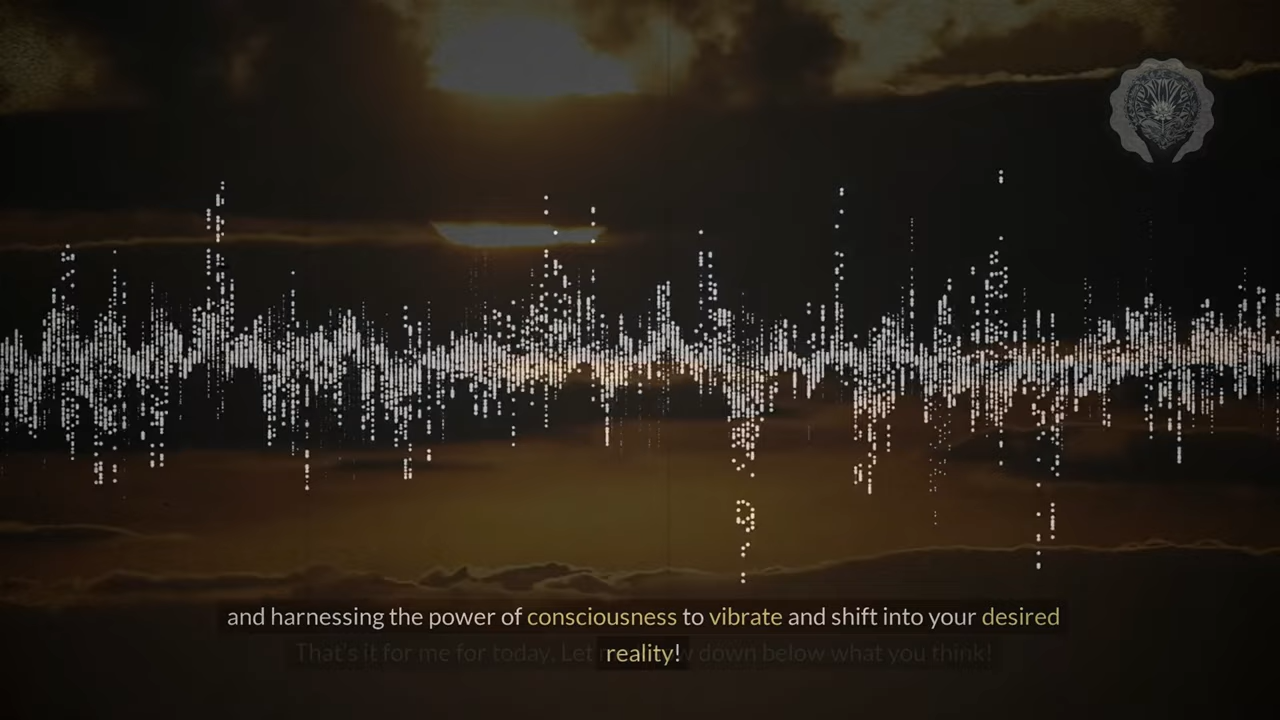 and harnessing the power of consciousness to vibrate and shift into your desired
reality!
That's it for me for today. Let down below what you think!